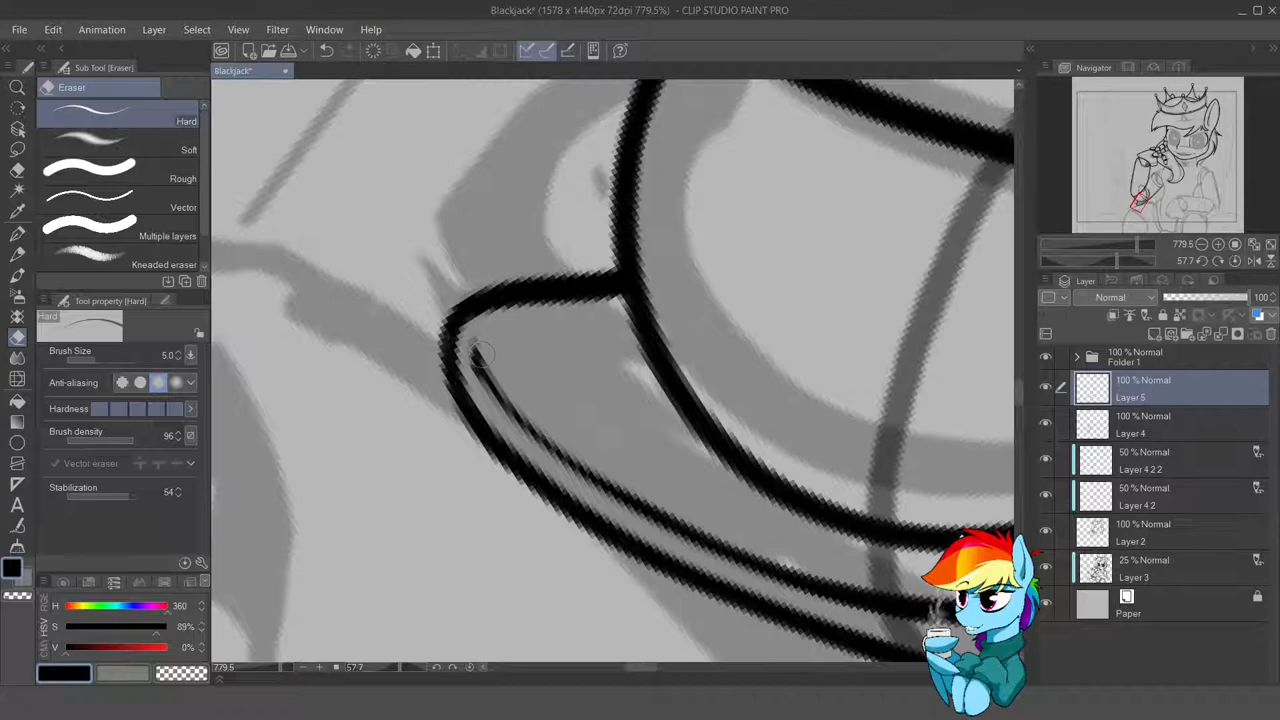 Blackjack* (1578 x 1440px 72dpi 779.5%) - CLIP STUDIO PAINT PRO
File Edit Animation Layer Select View Filter Window Help
Sub Tool [Eraser]
Blackjack*
Navigator
Eraser
Hard
Soft
Rough
Vector
Multiple layers
Kneaded eraser
779.5
57.7
Layer
Tool property [Hard]
Normal 100
Hard
Brush Size 5.0
Anti-aliasing
Hardness
Brush density 96
Vector eraser
Stabilization 54
100 % Normal
Folder 1
100 % Normal
Layer 5
100 % Normal
Layer 4
50 % Normal
Layer 4 2 2
50 % Normal
Layer 4 2
100 % Normal
Layer 2
25 % Normal
Layer 3
Paper
HSV
H 360
S 89%
V 0%
779.5 57.7